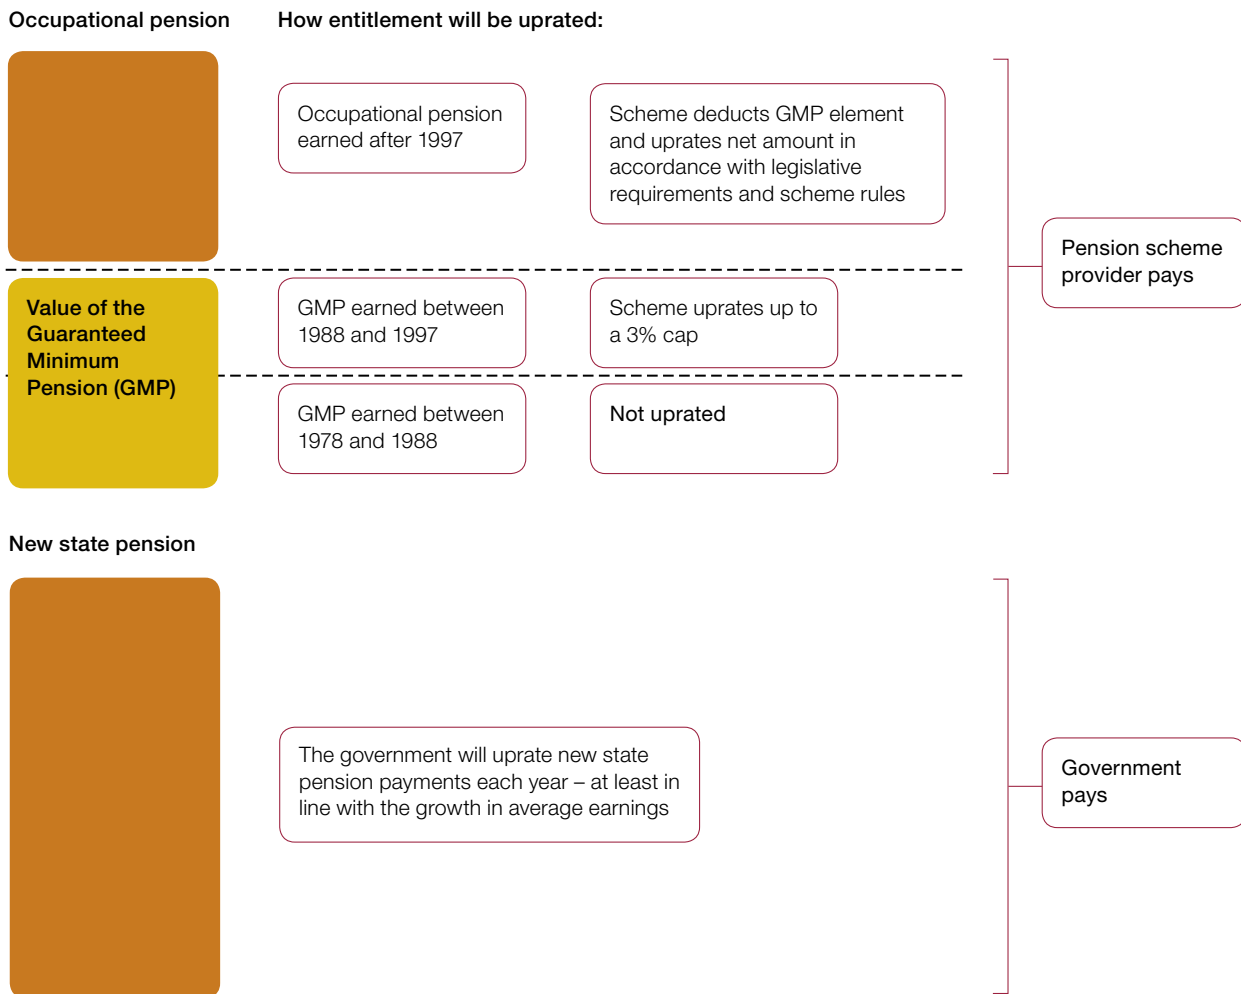 Occupational pension
How entitlement will be uprated:
Occupational pension
earned after 1997
Scheme deducts GMP element
and uprates net amount in
accordance with legislative
requirements and scheme rules
Pension scheme
provider pays
Value of the
Guaranteed
Minimum
Pension (GMP)
GMP earned between
1988 and 1997
Scheme uprates up to
a 3% cap
GMP earned between
1978 and 1988
Not uprated
New state pension
The government will uprate new state
pension payments each year – at least in
line with the growth in average earnings
Government
pays